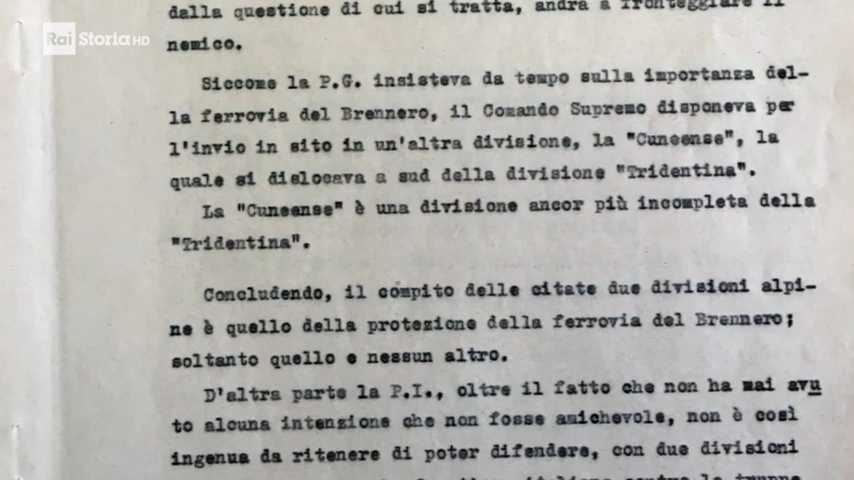 Rai Storia HD
dalla questione di cui si tratta, andrà a fronteggiare il
nemico.
Siccome la P.G. insisteva da tempo sulla importanza del-
la ferrovia del Brennero, il Comando Supremo disponeva per
l'invio in sito in un'altra divisione, la "Cuneense", la
quale si dislocava a sud della divisione "Tridentina".
La "Cuneense" è una divisione ancor più incompleta della
"Tridentina".
Concludendo, il compito delle citate due divisioni alpi-
ne è quello della protezione della ferrovia del Brennero;
soltanto quello e nessun altro.
D'altra parte la P.I., oltre il fatto che non ha mai avu
to alcuna intenzione che non fosse amichevole, non è così
ingenua da ritenere di poter difendere, con due divisioni
italiana contro le truppe